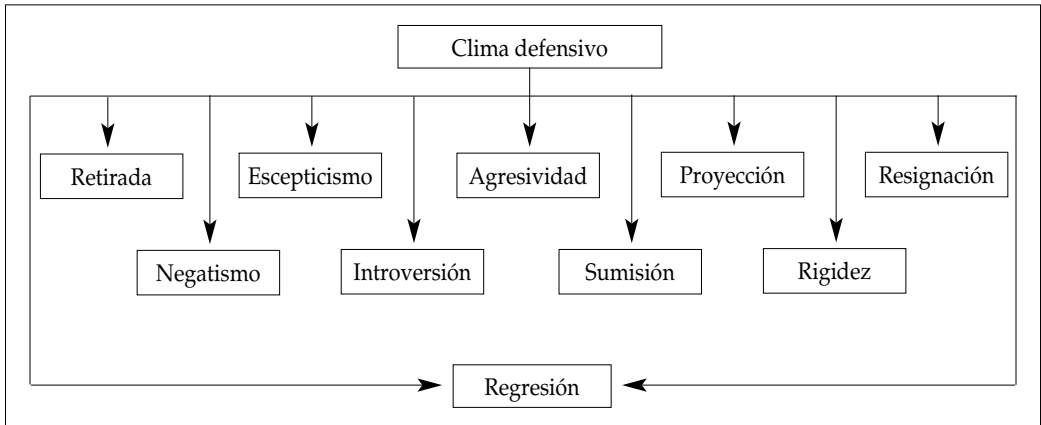 Clima defensivo
Retirada
Escepticismo
Agresividad
Proyección
Resignación
Negatismo
Introversión
Sumisión
Rigidez
Regresión